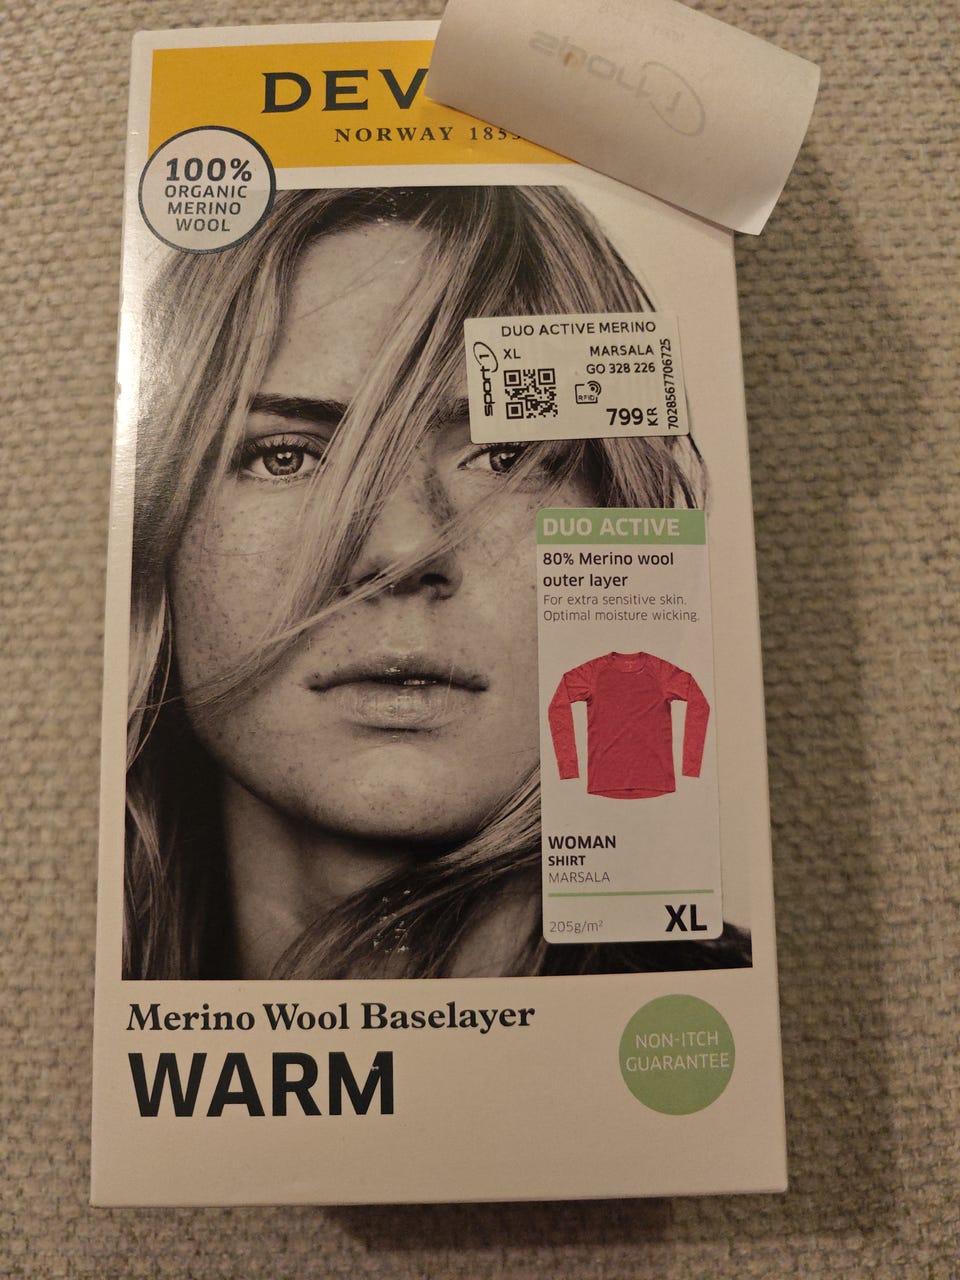 DEV
NORWAY 1853
100%
ORGANIC
MERINO
WOOL
sport1
DUO ACTIVE MERINO
XL MARSALA
GO 328 226
RFID
799 KR
7028567706725
sport 1
DUO ACTIVE
80% Merino wool
outer layer
For extra sensitive skin.
Optimal moisture wicking.
WOMAN
SHIRT
MARSALA
205g/m²
XL
Merino Wool Baselayer
WARM
NON-ITCH
GUARANTEE